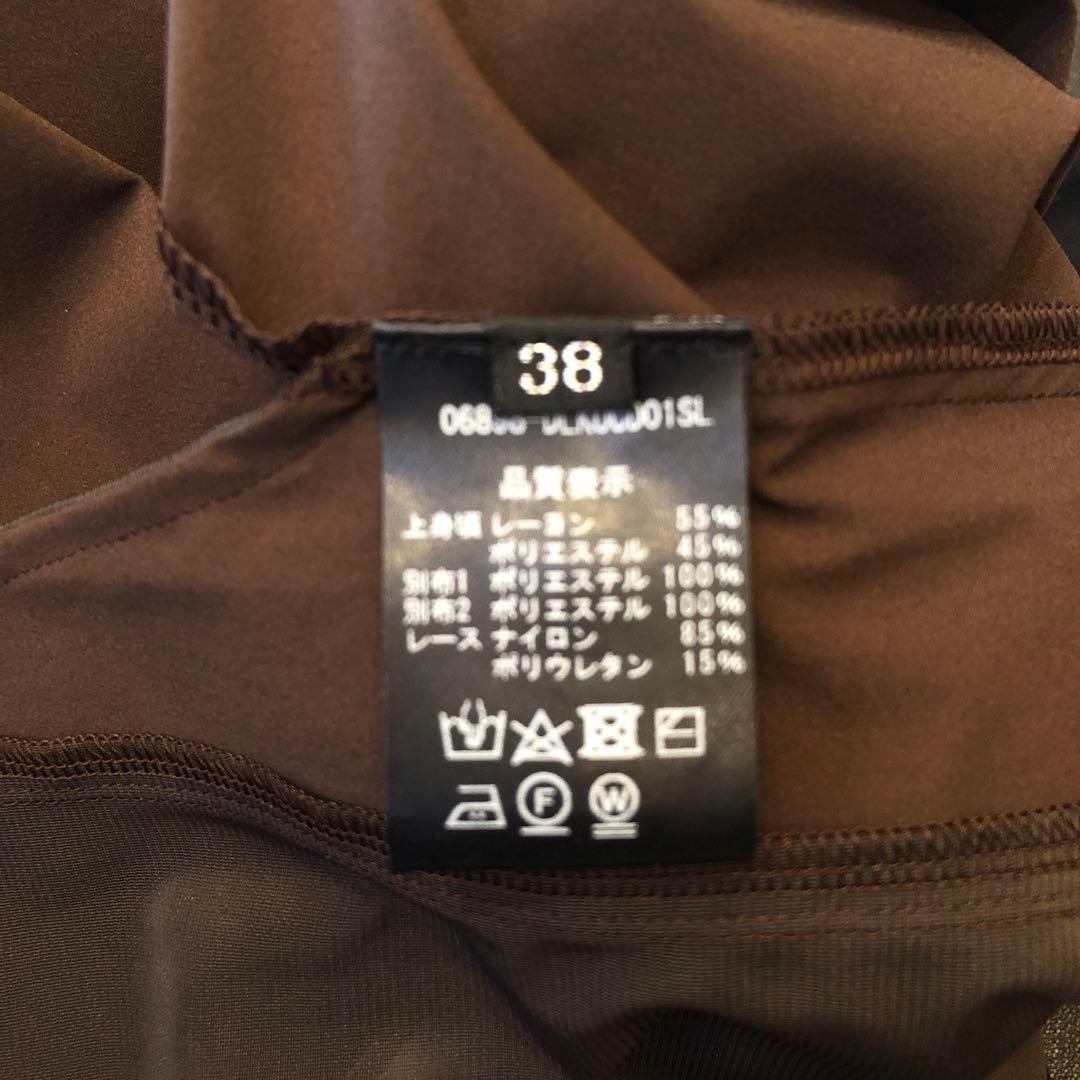 38
品質表示
上身頃 レーヨン 55%
ポリエステル 45%
別布1 ポリエステル 100%
別布2 ポリエステル 100%
レース ナイロン 85%
ポリウレタン 15%
F W